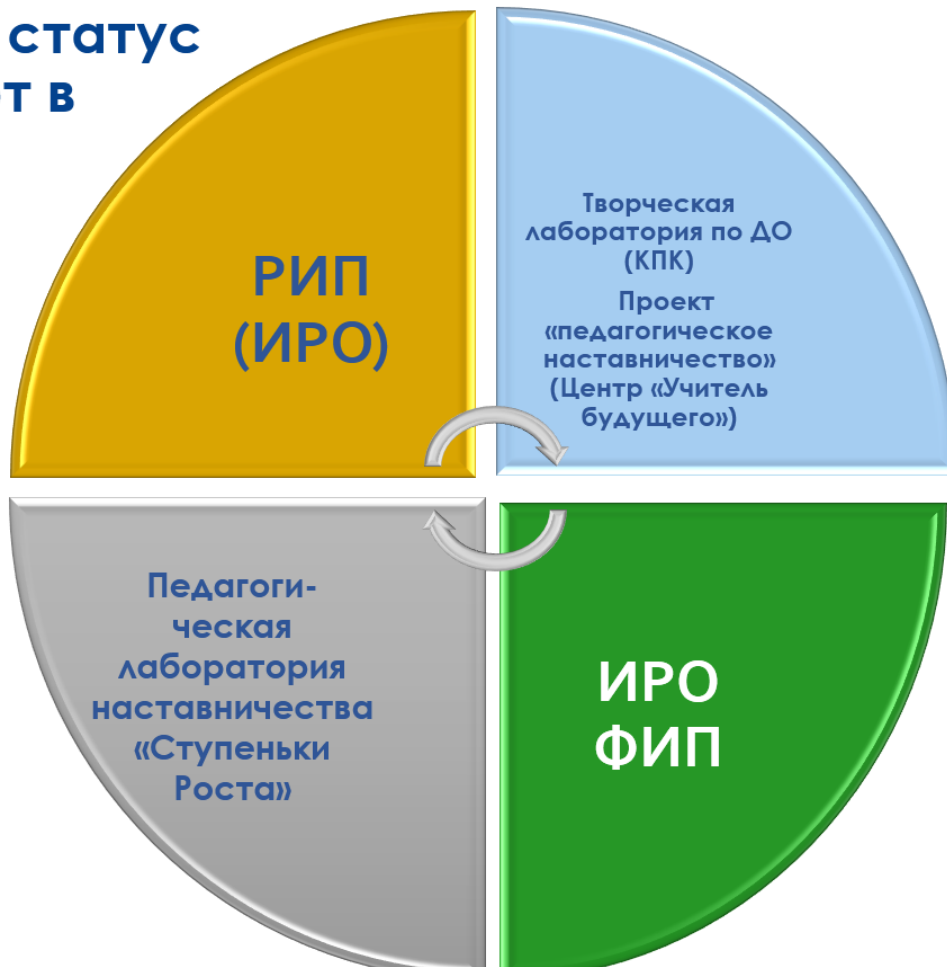 статус
т в
РИП
(ИРО)
Творческая
лаборатория по ДО
(КПК)
Проект
«педагогическое
наставничество»
(Центр «Учитель
будущего»)
Педагоги-
ческая
лаборатория
наставничества
«Ступеньки
Роста»
ИРО
ФИП